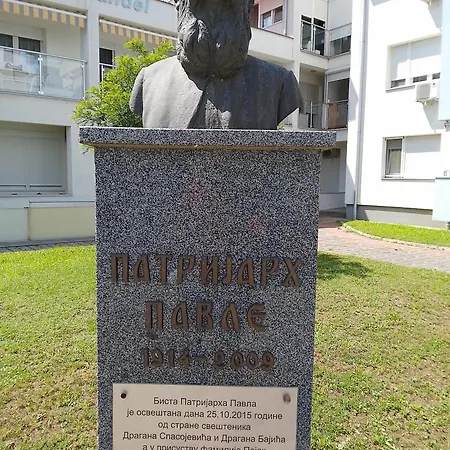 andel
ПАТРИЈАРХ
ПАВЛЕ
1914-2009
Биста Патријарха Павла
је освештана дана 25.10.2015 године
од стране свештеника
Драгана Спасојевића и Драгана Бајића
а у присуству фамилије